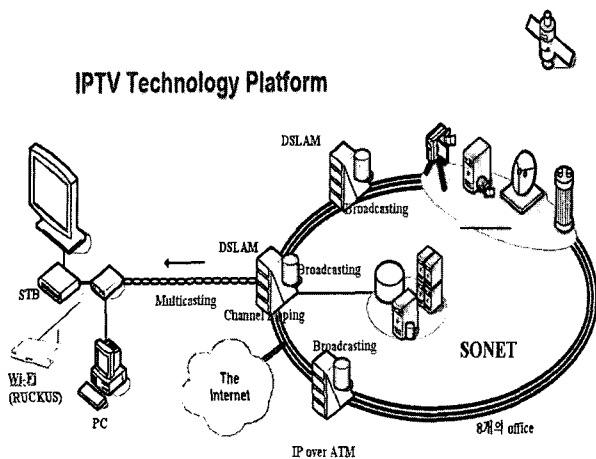 IPTV Technology Platform
DSLAM
Broadcasting
DSLAM
Broadcasting
STB
Multicasting
Channel
Broadcasting
SONET
Wi-Fi
(RUCKUS)
PC
The
Internet
8개의 office
IP over ATM